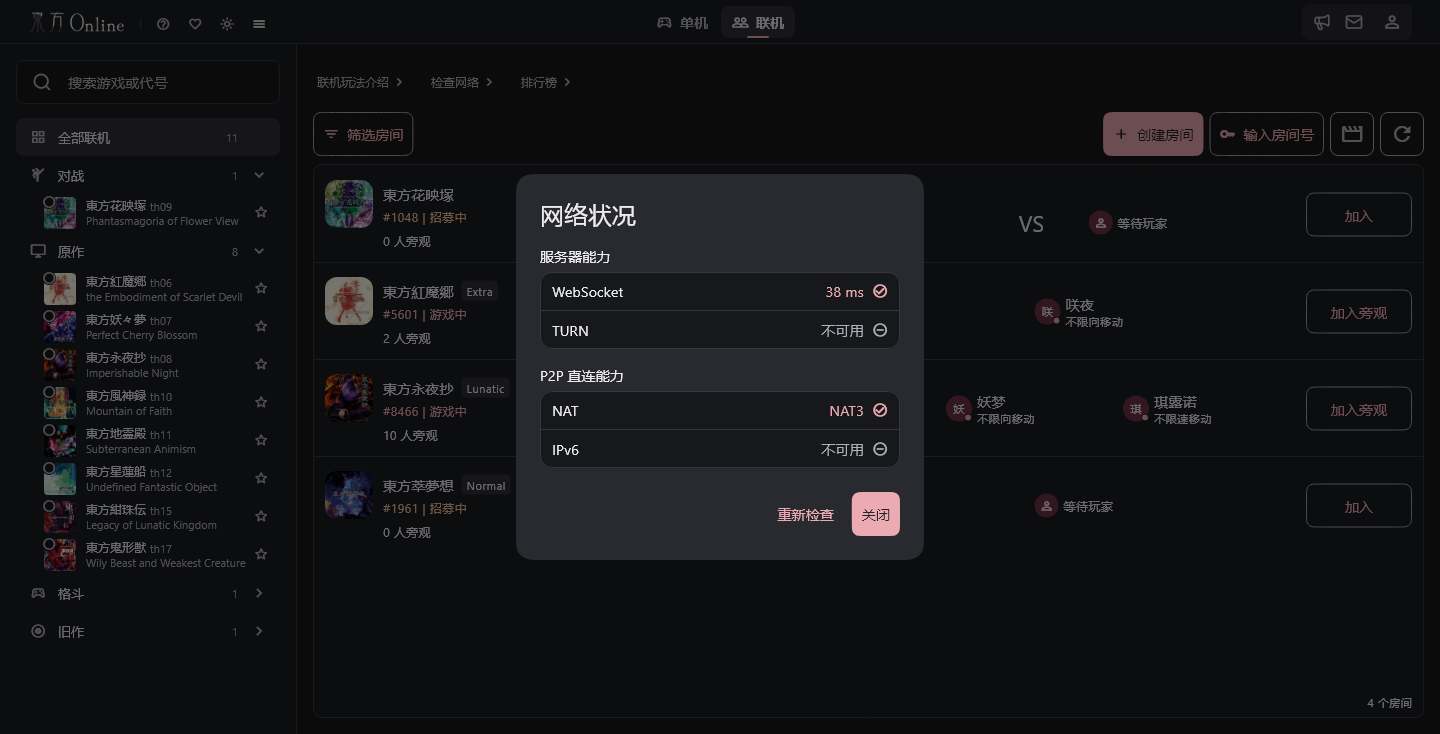 東方Online
单机
联机
搜索游戏或代号
全部联机 11
对战 1
東方花映塚 th09
Phantasmagoria of Flower View
原作 8
東方紅魔郷 th06
the Embodiment of Scarlet Devil
東方妖々夢 th07
Perfect Cherry Blossom
東方永夜抄 th08
Imperishable Night
東方風神録 th10
Mountain of Faith
東方地霊殿 th11
Subterranean Animism
東方星蓮船 th12
Undefined Fantastic Object
東方紺珠伝 th15
Legacy of Lunatic Kingdom
東方鬼形獣 th17
Wily Beast and Weakest Creature
格斗 1
旧作 1
联机玩法介绍
检查网络
排行榜
筛选房间
创建房间
输入房间号
東方花映塚
#1048 | 招募中
0 人旁观
VS
等待玩家
加入
東方紅魔郷 Extra
#5601 | 游戏中
2 人旁观
咲
咲夜
不限向移动
加入旁观
東方永夜抄 Lunatic
#8466 | 游戏中
10 人旁观
妖
妖梦
不限向移动
琪
琪露诺
不限速移动
加入旁观
東方萃夢想 Normal
#1961 | 招募中
0 人旁观
等待玩家
加入
4 个房间
网络状况
服务器能力
WebSocket 38 ms
TURN 不可用
P2P 直连能力
NAT NAT3
IPv6 不可用
重新检查
关闭